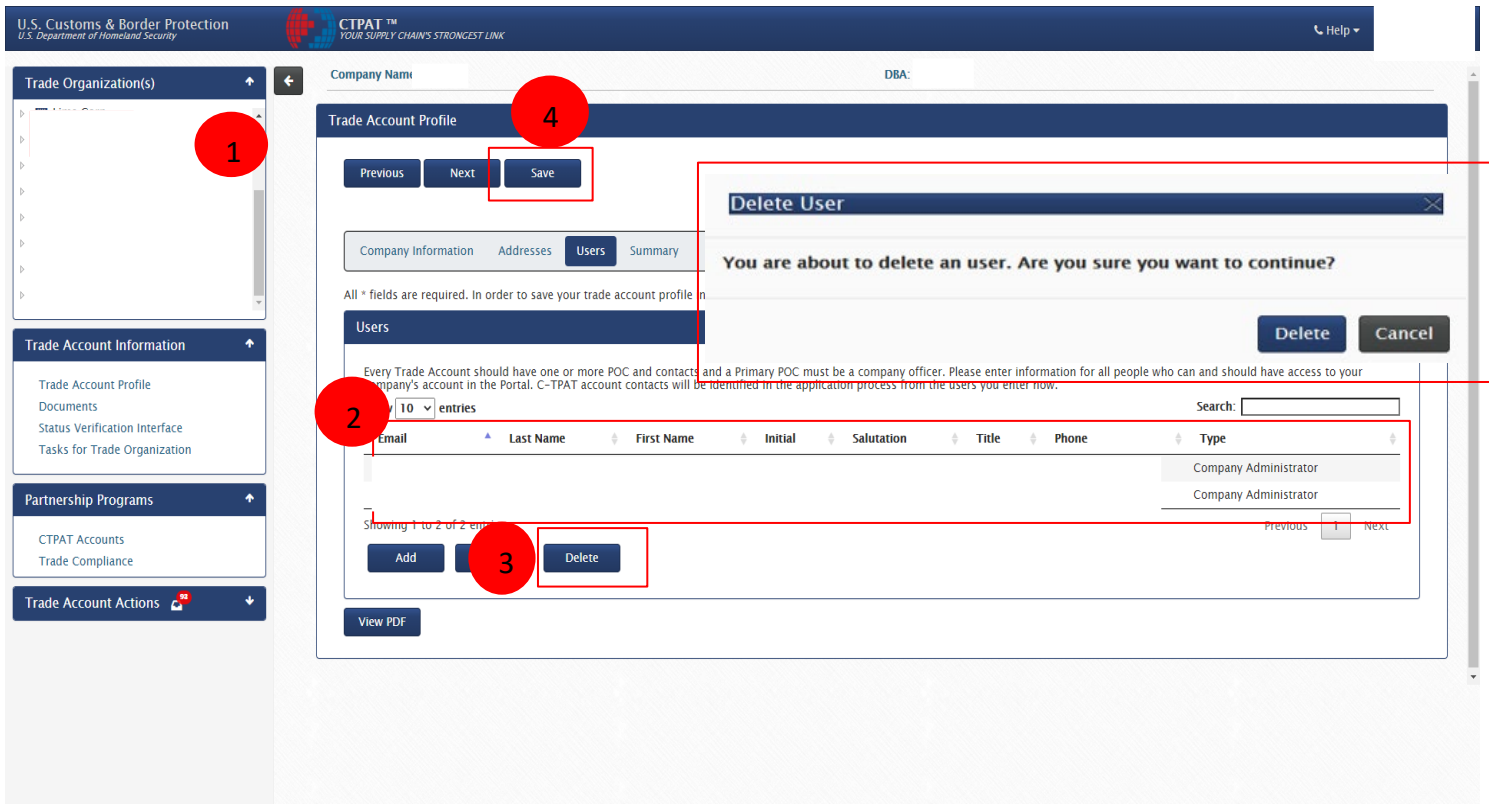 U.S. Customs & Border Protection
U.S. Department of Homeland Security
CTPAT ™
YOUR SUPPLY CHAIN'S STRONGEST LINK
Help
Trade Organization(s)
1
Company Name
DBA:
Trade Account Profile
4
Previous Next Save
Delete User
You are about to delete an user. Are you sure you want to continue?
Delete Cancel
Company Information Addresses Users Summary
All * fields are required. In order to save your trade account profile
Users
Every Trade Account should have one or more POC and contacts and a Primary POC must be a company officer. Please enter information for all people who can and should have access to your
company's account in the Portal. C-TPAT account contacts will be identified in the application process from the users you enter now.
2
10 entries
Search:
Email Last Name First Name Initial Salutation Title Phone Type
Company Administrator
Company Administrator
Showing 1 to 2 of 2
Previous 1 Next
Add 3 Delete
View PDF
Trade Account Information
Trade Account Profile
Documents
Status Verification Interface
Tasks for Trade Organization
Partnership Programs
CTPAT Accounts
Trade Compliance
Trade Account Actions 93